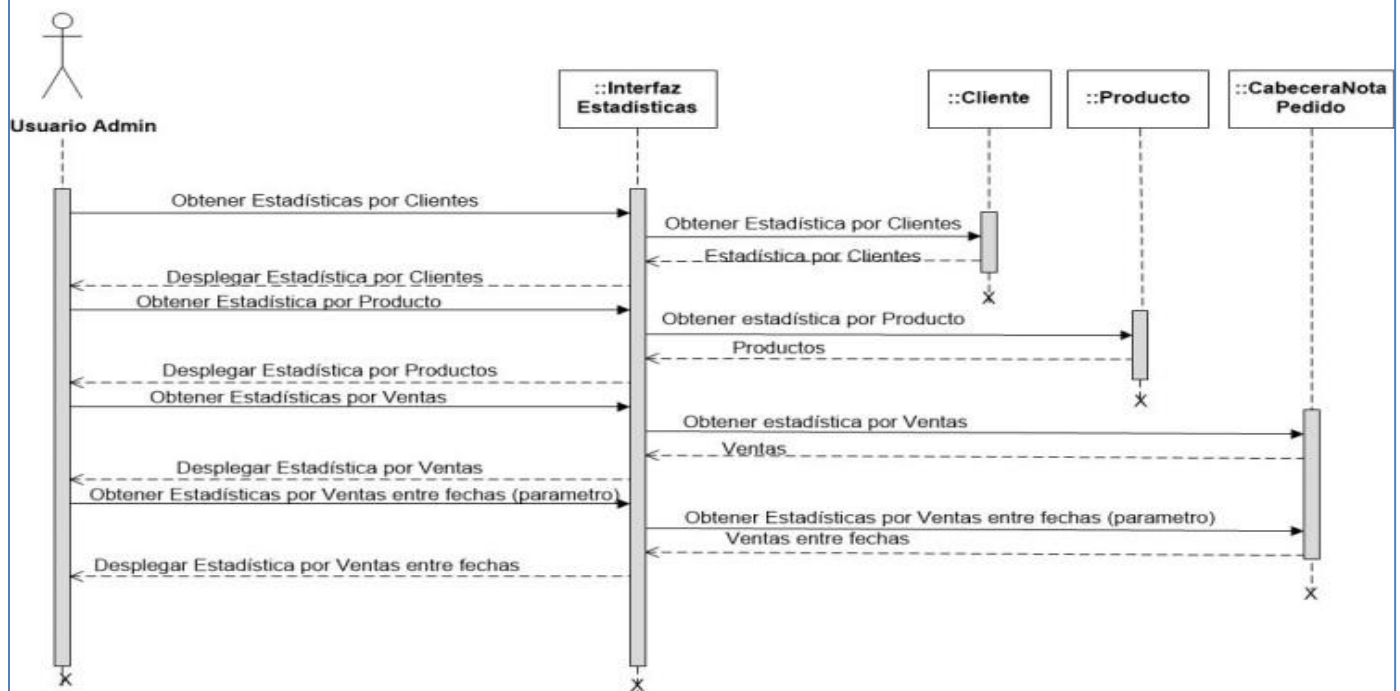 ::Interfaz
Estadísticas
::Cliente
::Producto
::CabeceraNota
Pedido
Usuario Admin
Obtener Estadísticas por Clientes
Obtener Estadística por Clientes
Estadística por Clientes
Desplegar Estadística por Clientes
Obtener Estadística por Producto
Obtener estadística por Producto
Productos
Desplegar Estadística por Productos
Obtener Estadísticas por Ventas
Obtener estadística por Ventas
Ventas
Desplegar Estadística por Ventas
Obtener Estadísticas por Ventas entre fechas (parametro)
Obtener Estadísticas por Ventas entre fechas (parametro)
Ventas entre fechas
Desplegar Estadística por Ventas entre fechas